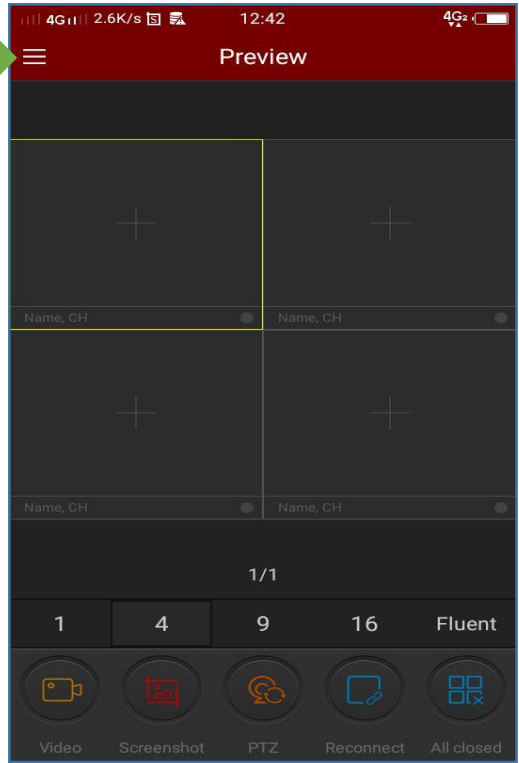 4G 2.6K/s 12:42 4G2
Preview
Name, CH Name, CH
Name, CH Name, CH
1/1
1 4 9 16 Fluent
Video Screenshot PTZ Reconnect All closed